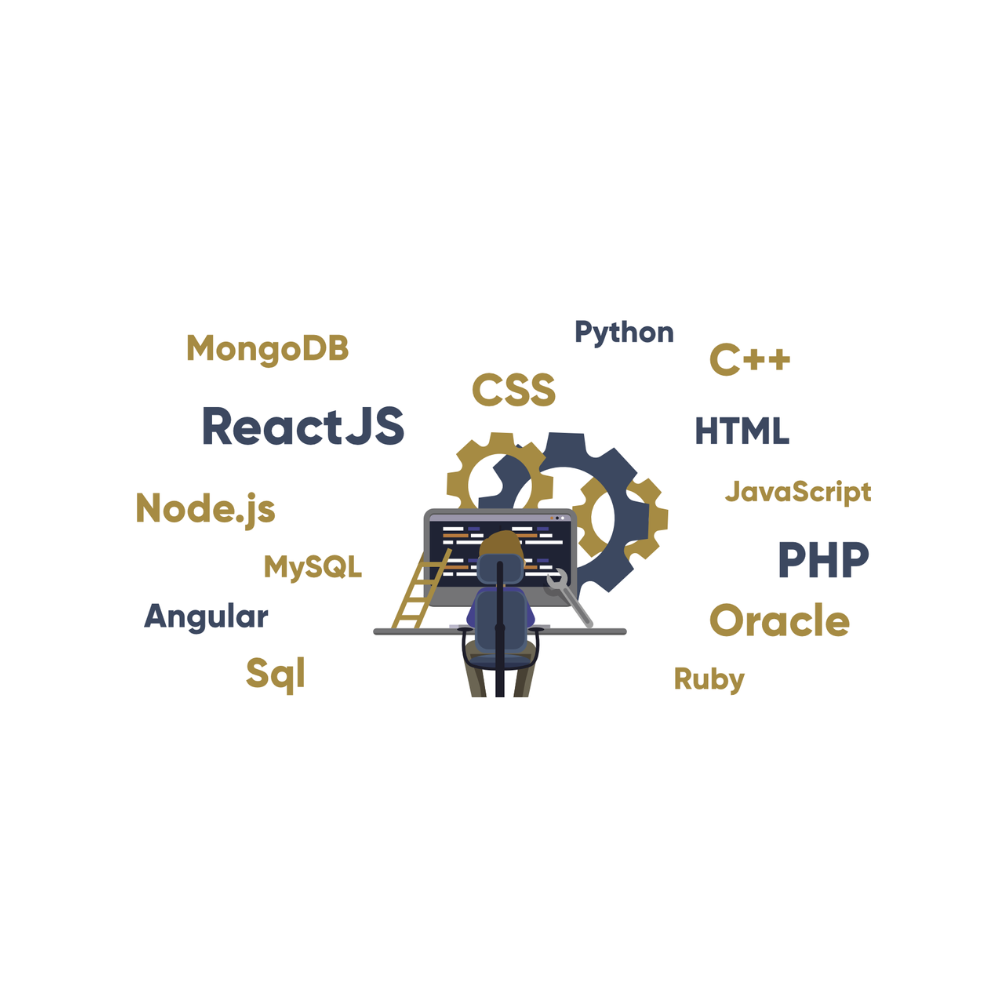 Python
MongoDB
C++
CSS
ReactJS
HTML
JavaScript
Node.js
PHP
MySQL
Angular
Oracle
Sql
Ruby